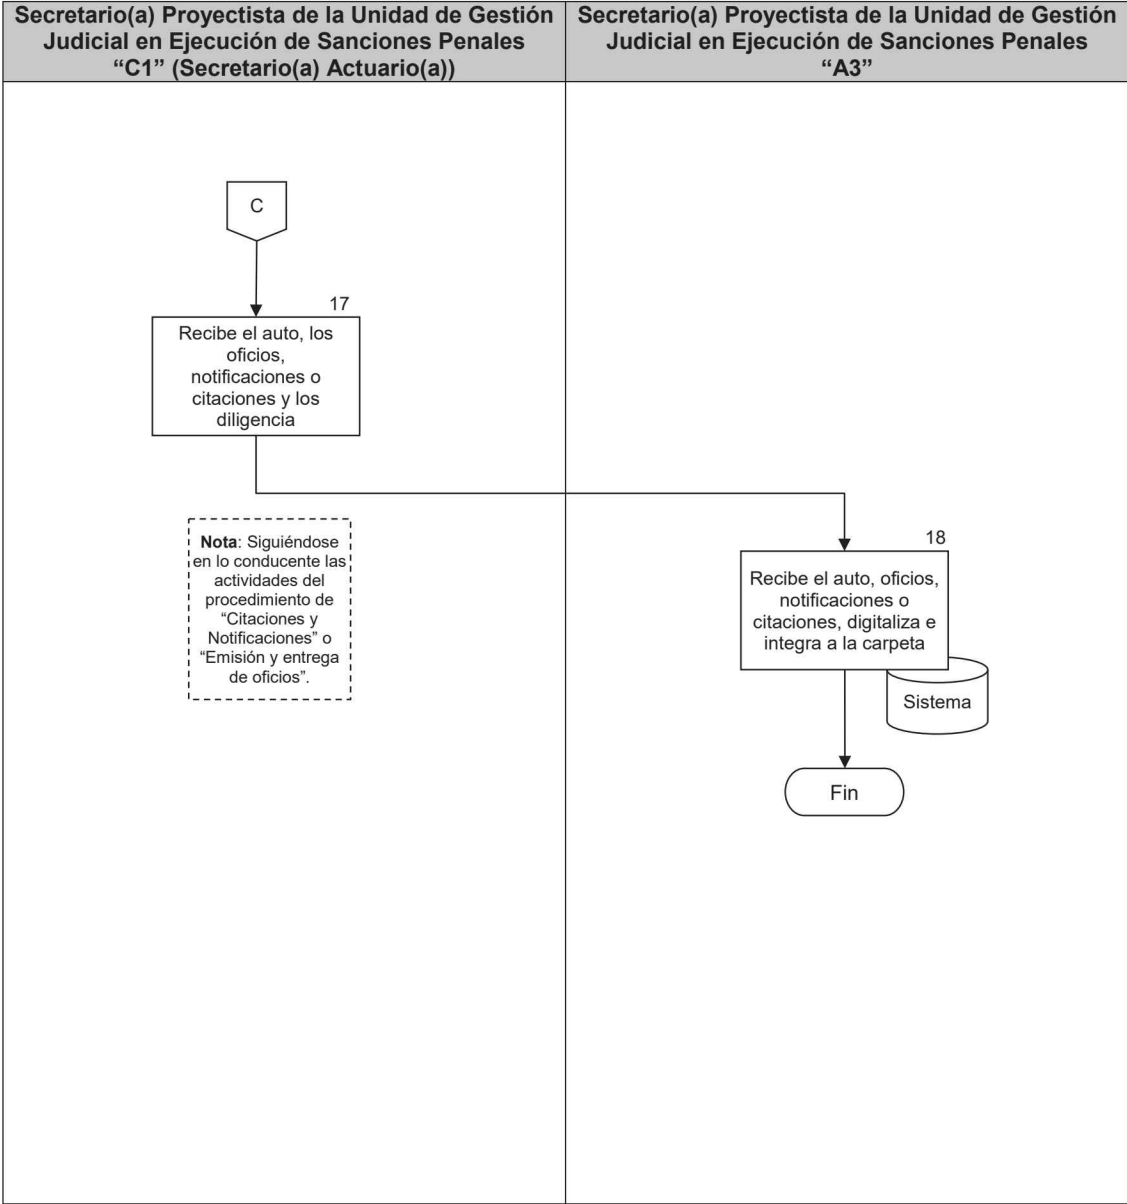 Secretario(a) Proyectista de la Unidad de Gestión
Judicial en Ejecución de Sanciones Penales
“C1” (Secretario(a) Actuario(a))
Secretario(a) Proyectista de la Unidad de Gestión
Judicial en Ejecución de Sanciones Penales
“A3”
C
17
Recibe el auto, los
oficios,
notificaciones o
citaciones y los
diligencia
Nota: Siguiéndose
en lo conducente las
actividades del
procedimiento de
“Citaciones y
Notificaciones” o
“Emisión y entrega
de oficios”.
18
Recibe el auto, oficios,
notificaciones o
citaciones, digitaliza e
integra a la carpeta
Sistema
Fin